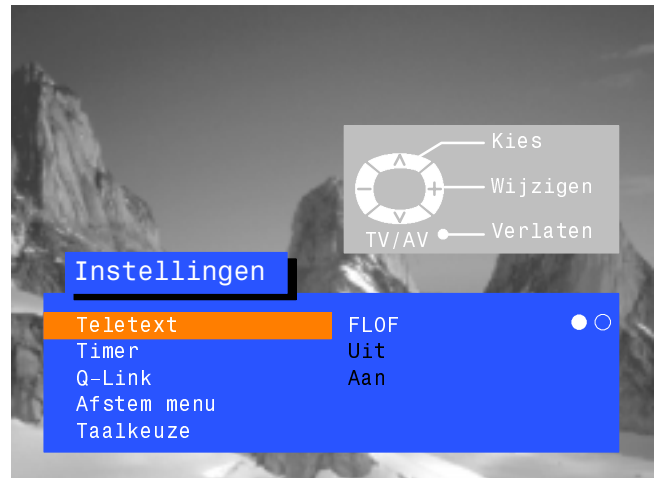 Kies
Wijzigen
TV/AV Verlaten
Instellingen
Teletext FLOF
Timer Uit
Q-Link Aan
Afstem menu
Taalkeuze